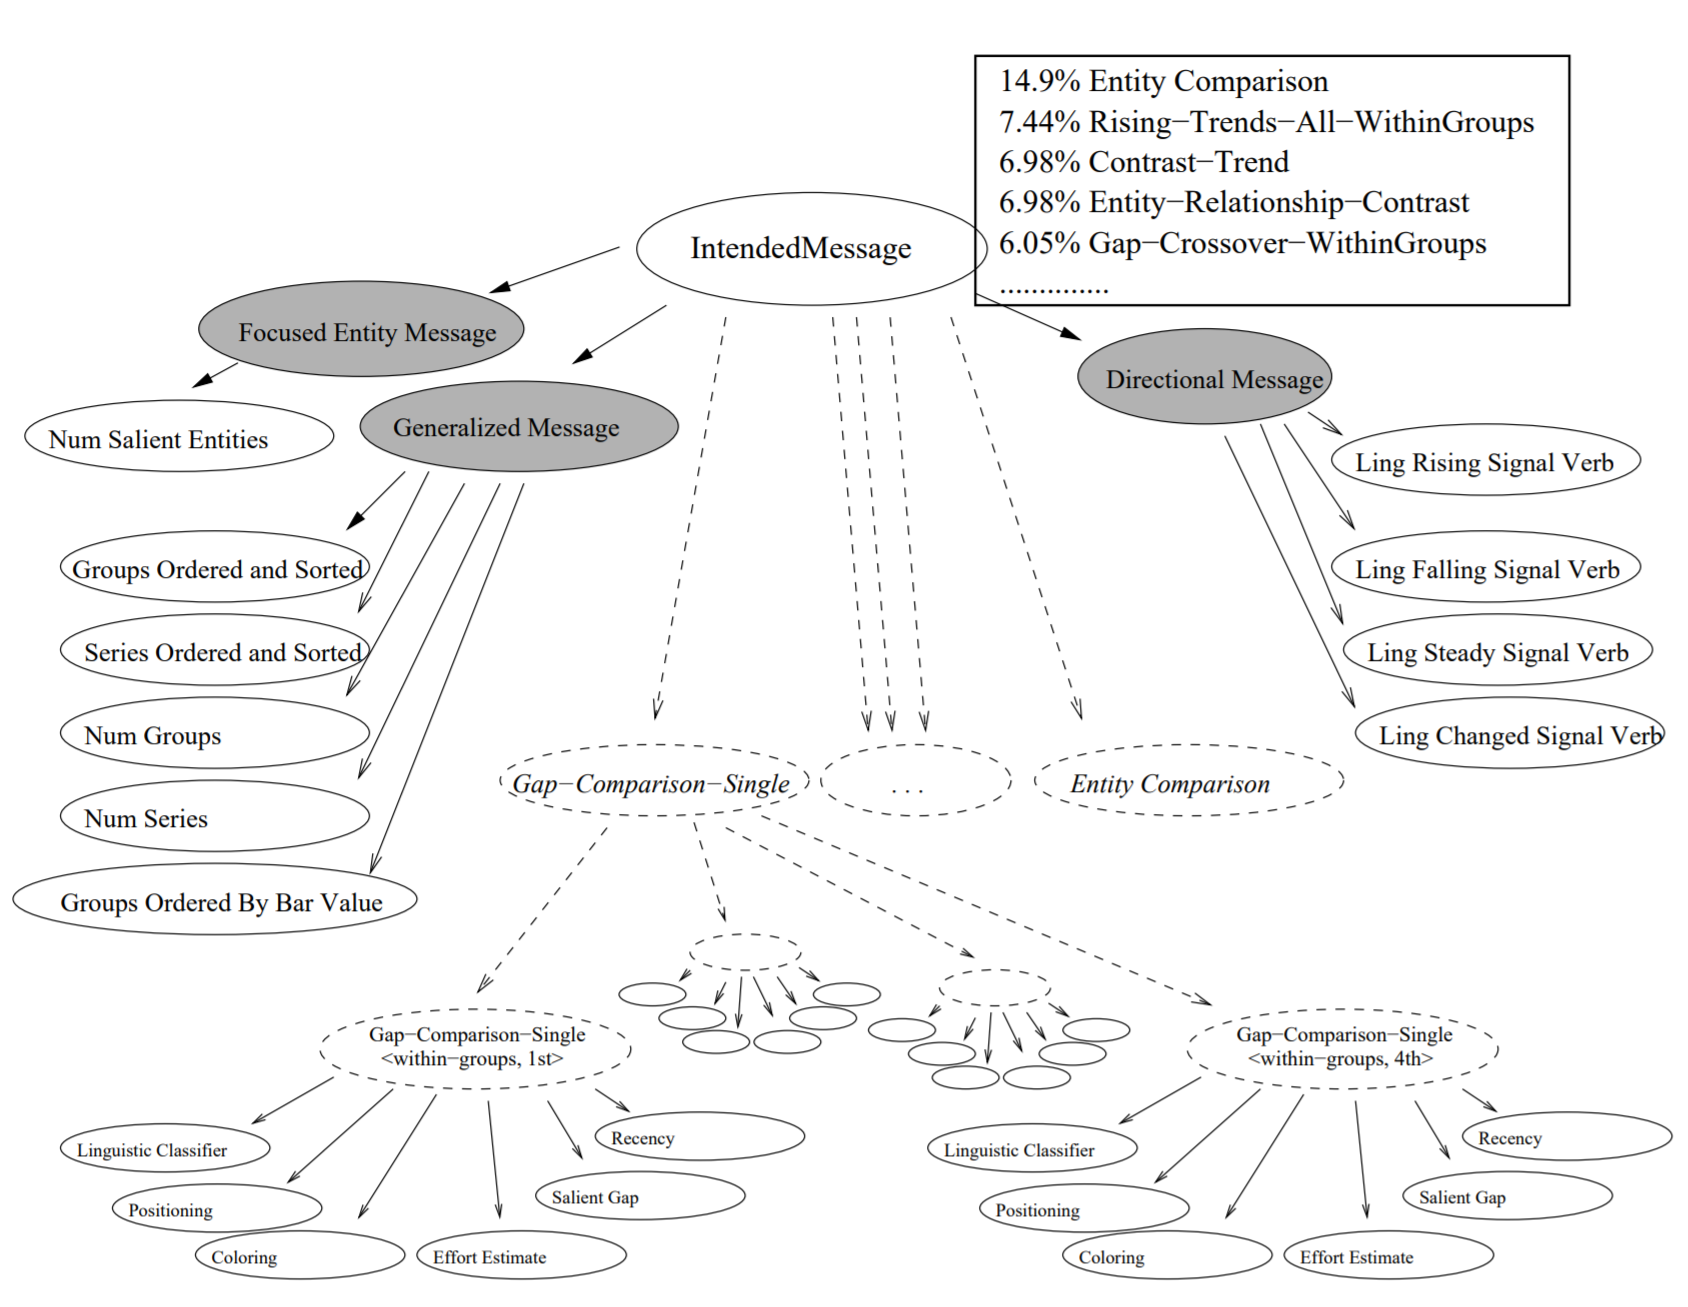 14.9% Entity Comparison
7.44% Rising−Trends−All−WithinGroups
6.98% Contrast−Trend
6.98% Entity−Relationship−Contrast
6.05% Gap−Crossover−WithinGroups
..............
IntendedMessage
Focused Entity Message
Directional Message
Generalized Message
Num Salient Entities
Ling Rising Signal Verb
Groups Ordered and Sorted
Ling Falling Signal Verb
Series Ordered and Sorted
Ling Steady Signal Verb
Num Groups
Ling Changed Signal Verb
Gap−Comparison−Single
. . .
Entity Comparison
Num Series
Groups Ordered By Bar Value
Gap−Comparison−Single
<within−groups, 1st>
Linguistic Classifier
Positioning
Coloring
Effort Estimate
Salient Gap
Recency
Gap−Comparison−Single
<within−groups, 4th>
Linguistic Classifier
Positioning
Coloring
Effort Estimate
Salient Gap
Recency